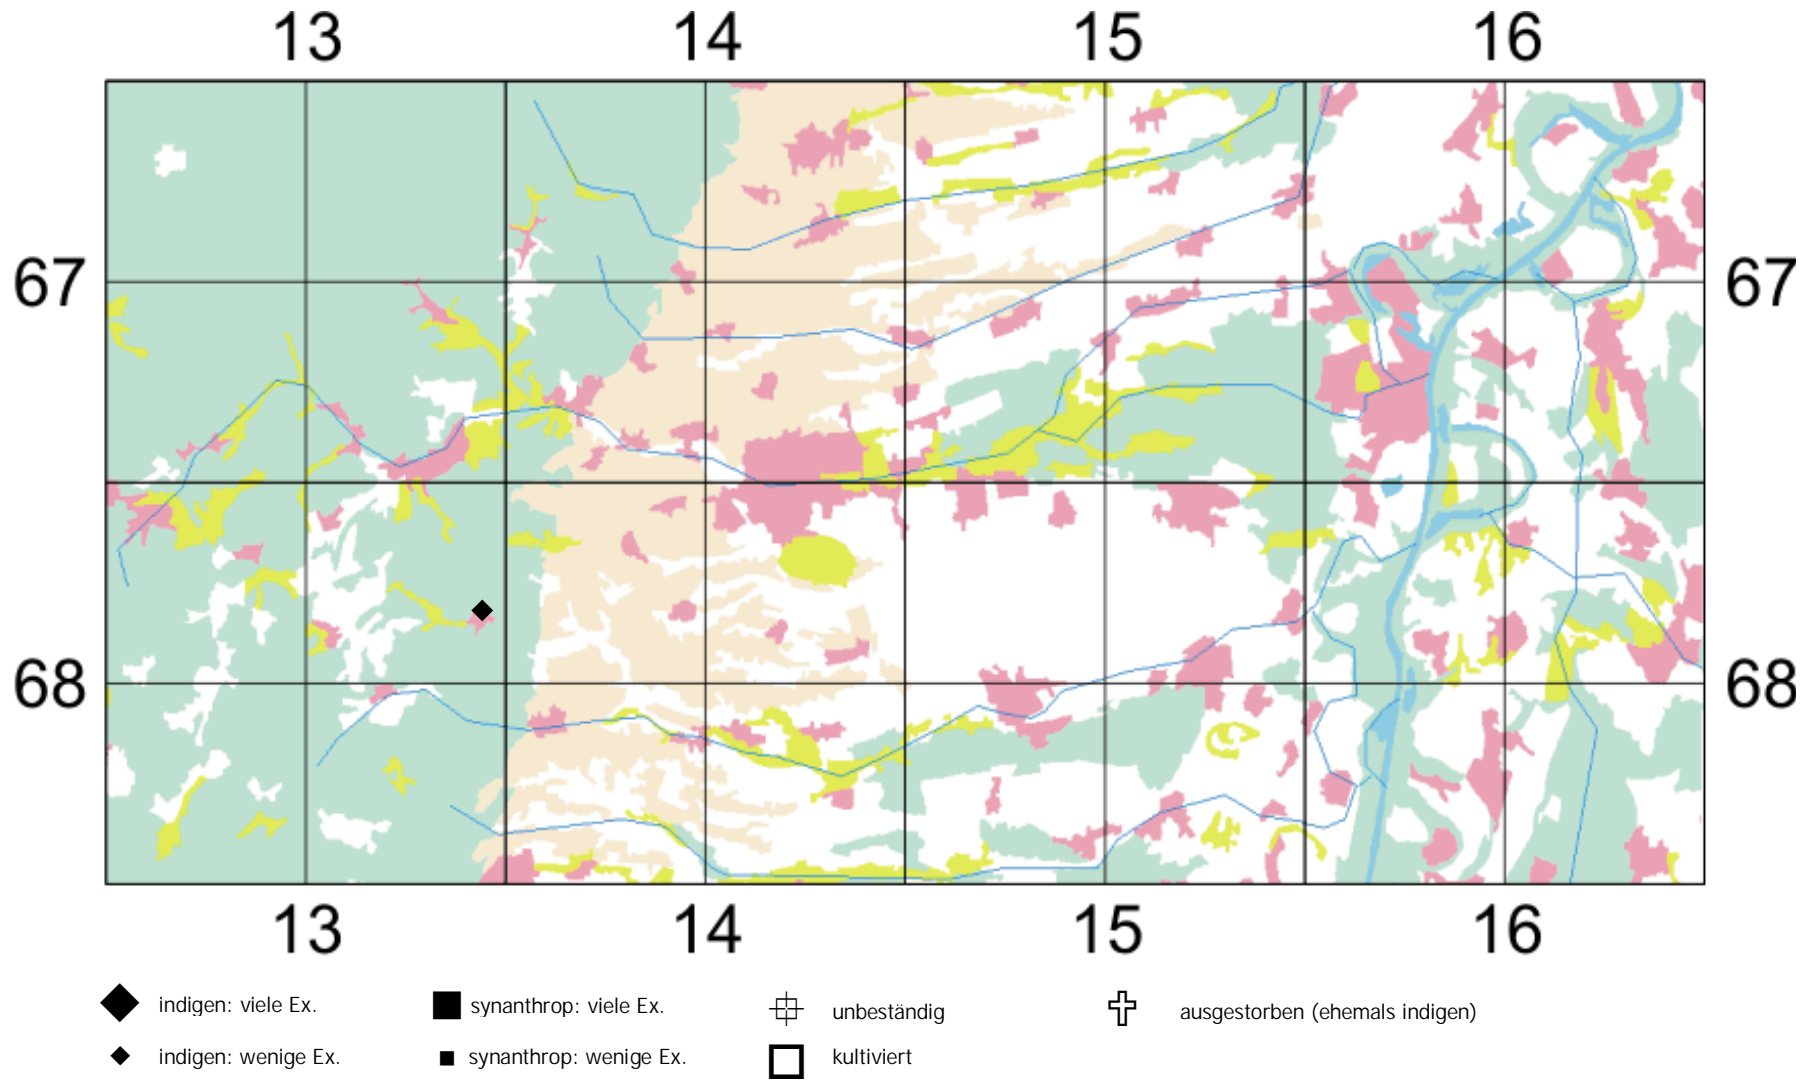 13 14 15 16
67 67
68 68
13 14 15 16
indigen: viele Ex. synanthrop: viele Ex. unbeständig ausgestorben (ehemals indigen)
indigen: wenige Ex. synanthrop: wenige Ex. kultiviert